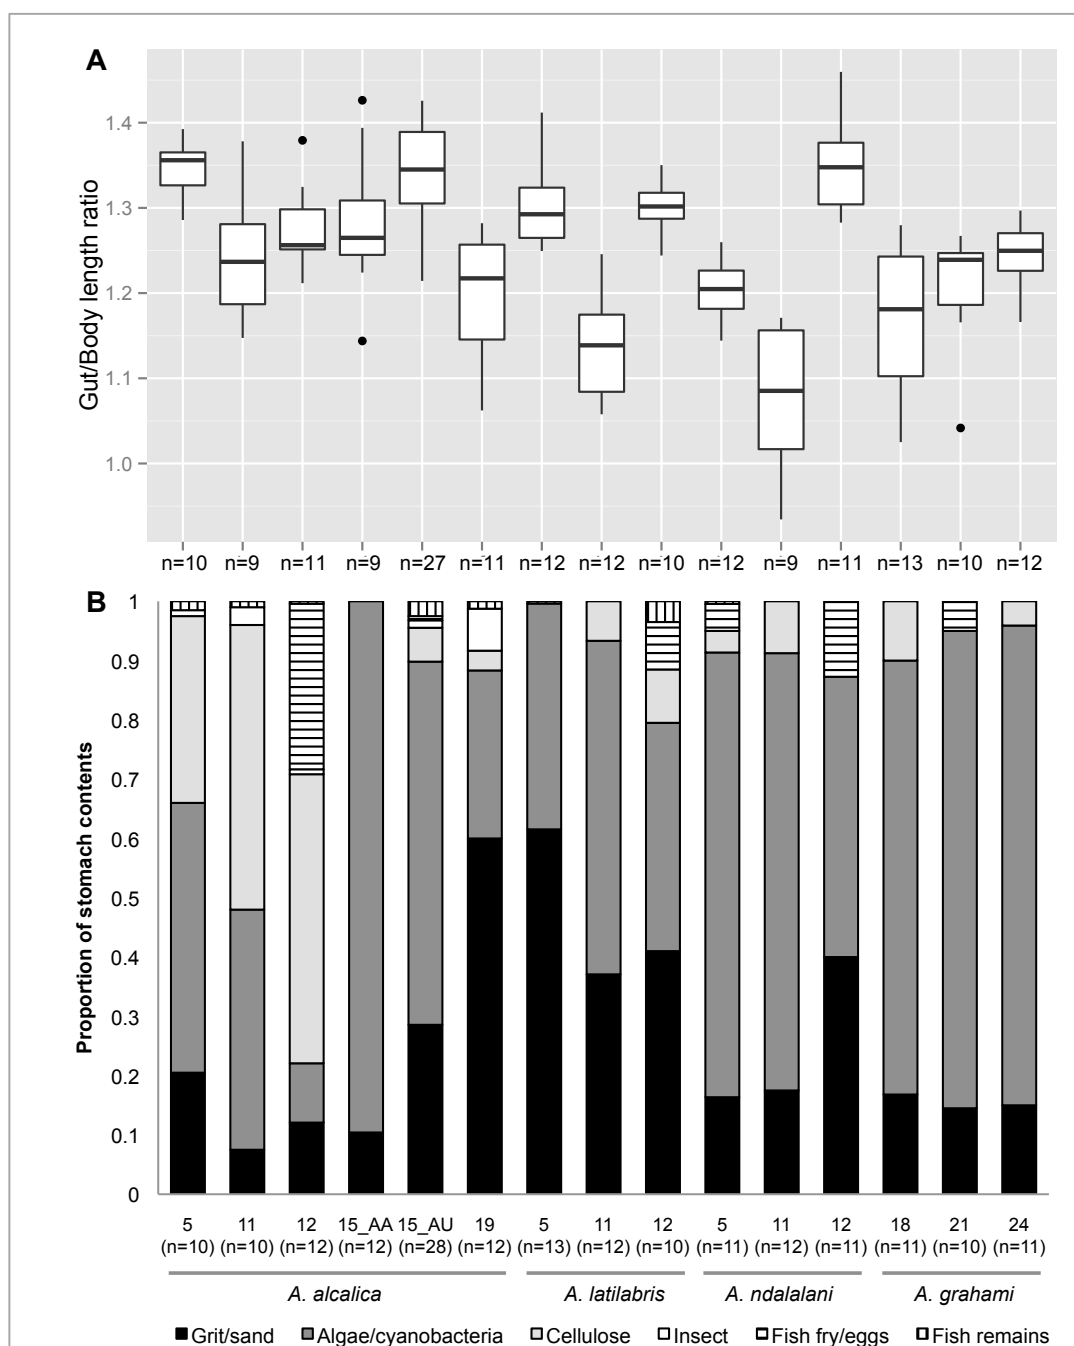 A
Gut/Body length ratio
1.4
1.3
1.2
1.1
1.0
n=10 n=9 n=11 n=9 n=27 n=11 n=12 n=12 n=10 n=12 n=9 n=11 n=13 n=10 n=12
B
Proportion of stomach contents
1
0.9
0.8
0.7
0.6
0.5
0.4
0.3
0.2
0.1
0
5 11 12 15_AA 15_AU 19 5 11 12 5 11 12 18 21 24
(n=10) (n=10) (n=12) (n=12) (n=28) (n=12) (n=13) (n=12) (n=10) (n=11) (n=12) (n=11) (n=11) (n=10) (n=11)
A. alcalica A. latilabris A. ndalalani A. grahami
Grit/sand Algae/cyanobacteria Cellulose Insect Fish fry/eggs Fish remains